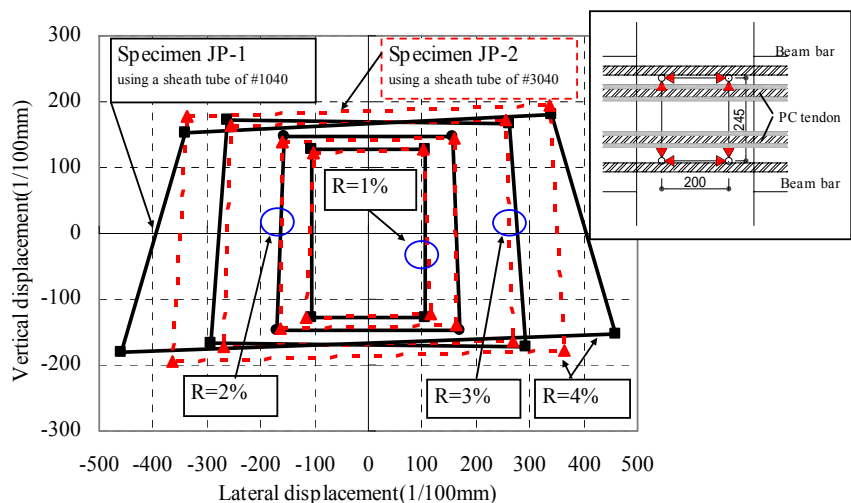 300
200
100
0
-100
-200
-300
Vertical displacement(1/100mm)
Specimen JP-1
using a sheath tube of #1040
Specimen JP-2
using a sheath tube of #3040
R=1%
R=2%
R=3%
R=4%
-500 -400 -300 -200 -100 0 100 200 300 400 500
Lateral displacement(1/100mm)
Beam bar
PC tendon
245
200
Beam bar